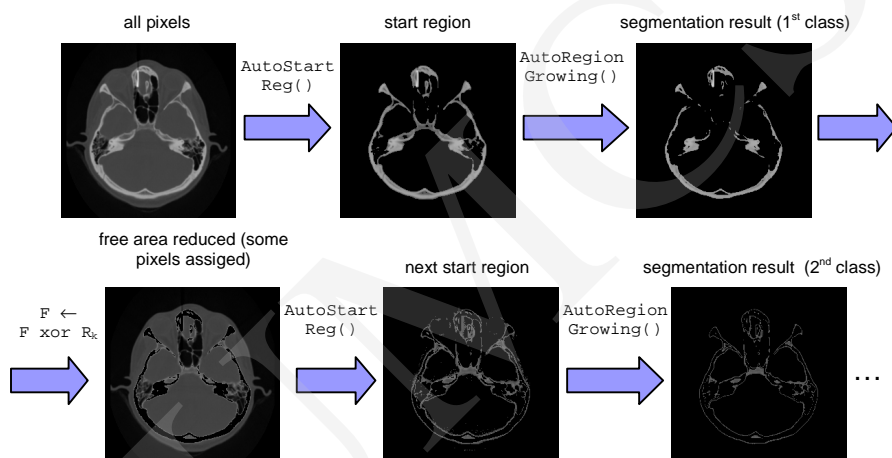 all pixels
start region
segmentation result (1st class)
AutoStart
Reg()
AutoRegion
Growing()
free area reduced (some
pixels assiged)
next start region
segmentation result (2nd class)
F ←
F xor Rk
AutoStart
Reg()
AutoRegion
Growing()
...